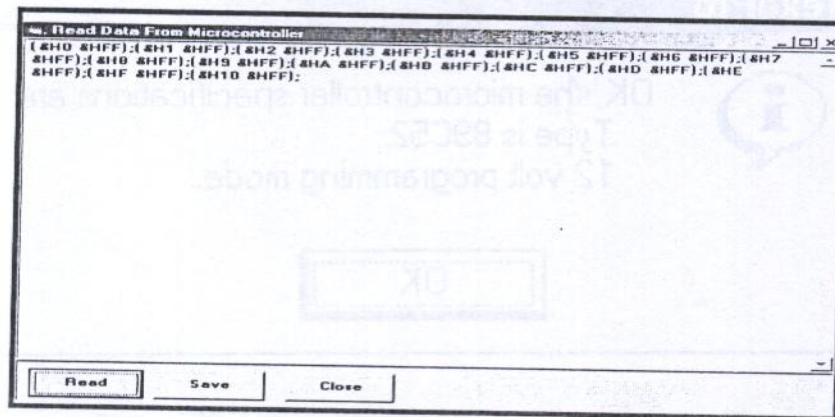 Read Data From Microcontroller
(&H0 &HFF);(&H1 &HFF);(&H2 &HFF);(&H3 &HFF);(&H4 &HFF);(&H5 &HFF);(&H6 &HFF);(&H7
&HFF);(&H8 &HFF);(&H9 &HFF);(&HA &HFF);(&HB &HFF);(&HC &HFF);(&HD &HFF);(&HE
&HFF);(&HF &HFF);(&H10 &HFF);
OK, the microcontroller specifications are
Type is 89C52
12 volt programming mode.
OK
Read Save Close